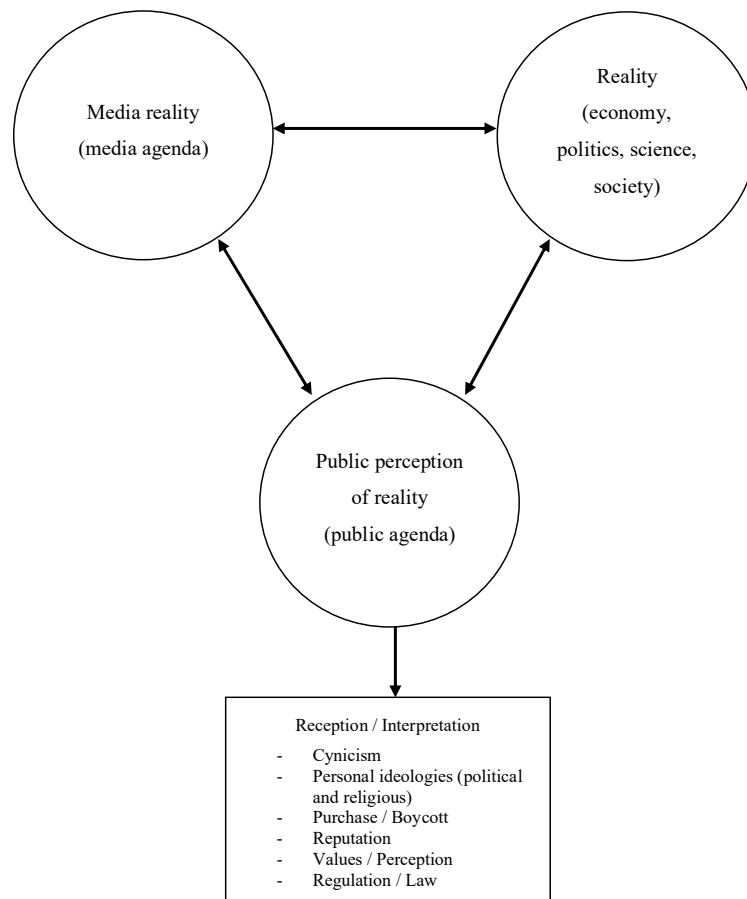 Media reality
(media agenda)
Reality
(economy,
politics, science,
society)
Public perception
of reality
(public agenda)
Reception / Interpretation
- Cynicism
- Personal ideologies (political
and religious)
- Purchase / Boycott
- Reputation
- Values / Perception
- Regulation / Law